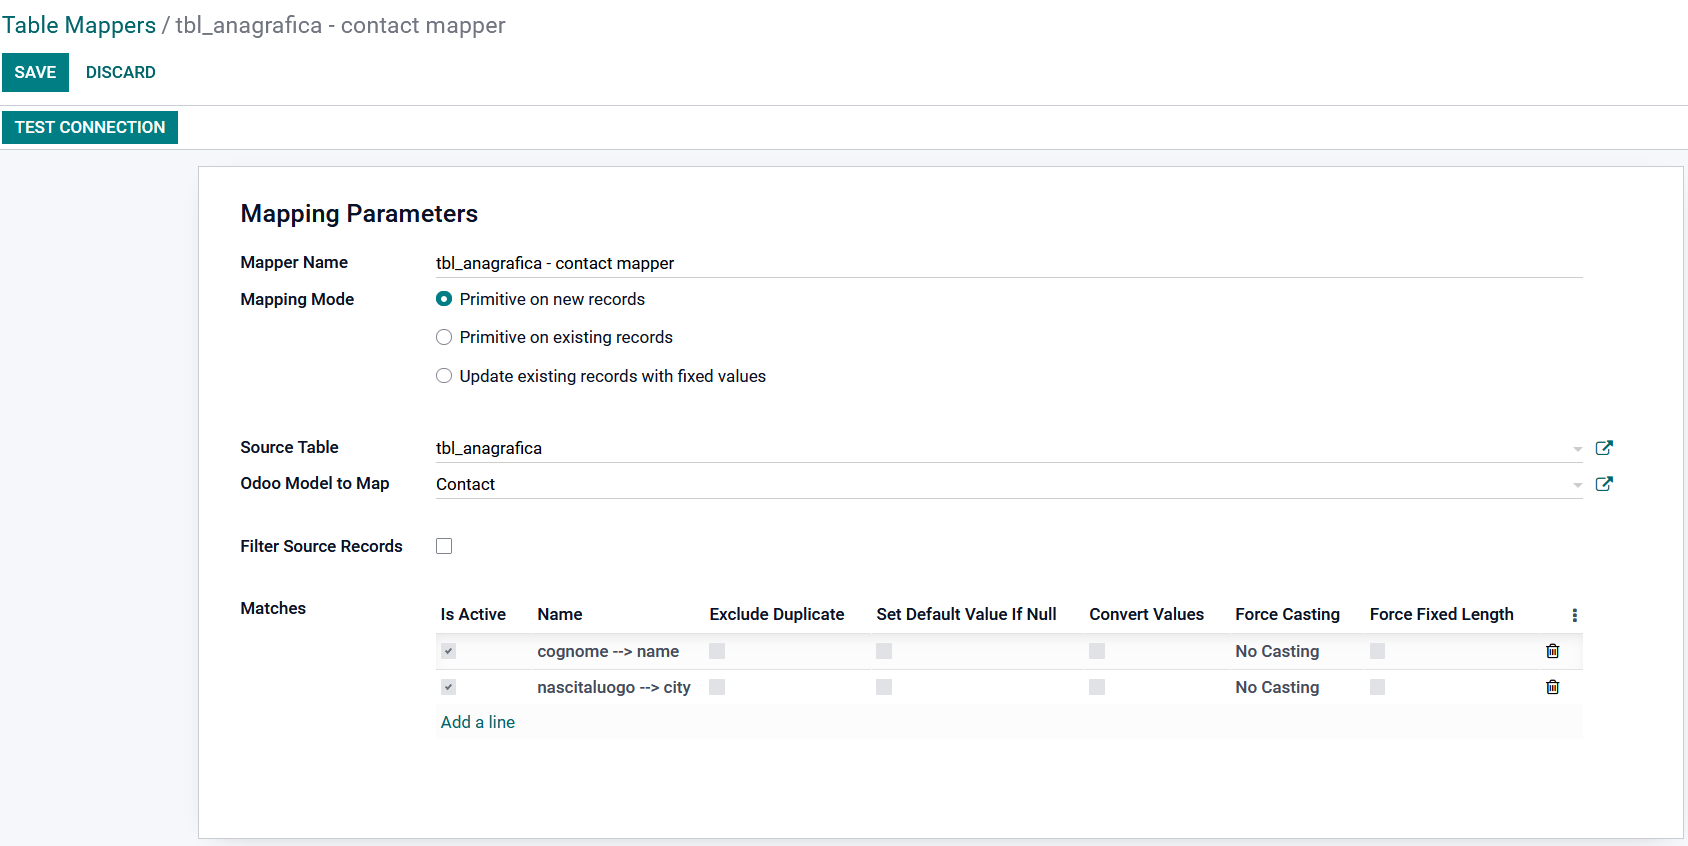 Table Mappers / tbl_anagrafica - contact mapper
SAVE DISCARD
TEST CONNECTION
Mapping Parameters
Mapper Name tbl_anagrafica - contact mapper
Mapping Mode Primitive on new records
Primitive on existing records
Update existing records with fixed values
Source Table tbl_anagrafica
Odoo Model to Map Contact
Filter Source Records
Matches Is Active Name Exclude Duplicate Set Default Value If Null Convert Values Force Casting Force Fixed Length
cognome --> name No Casting
nascitaluogo --> city No Casting
Add a line